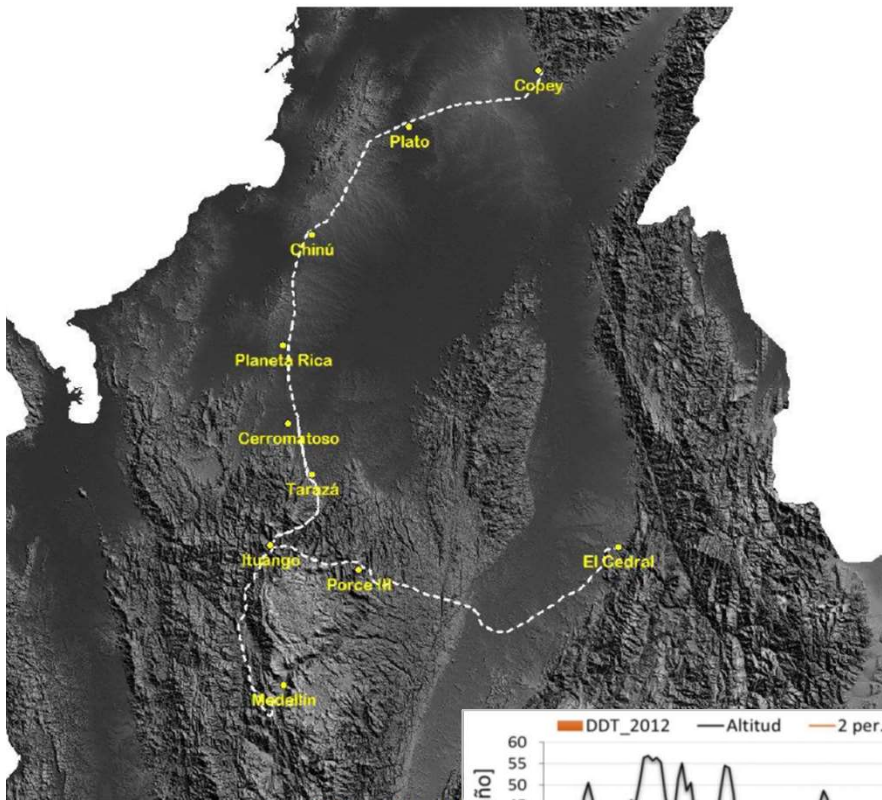 Copey
Plato
Chinú
Planeta Rica
Cerromatoso
Tarazá
Ituango
Porce III
El Cedral
Medellín
DDT_2012 Altitud 2 per.
ño]
60
55
50